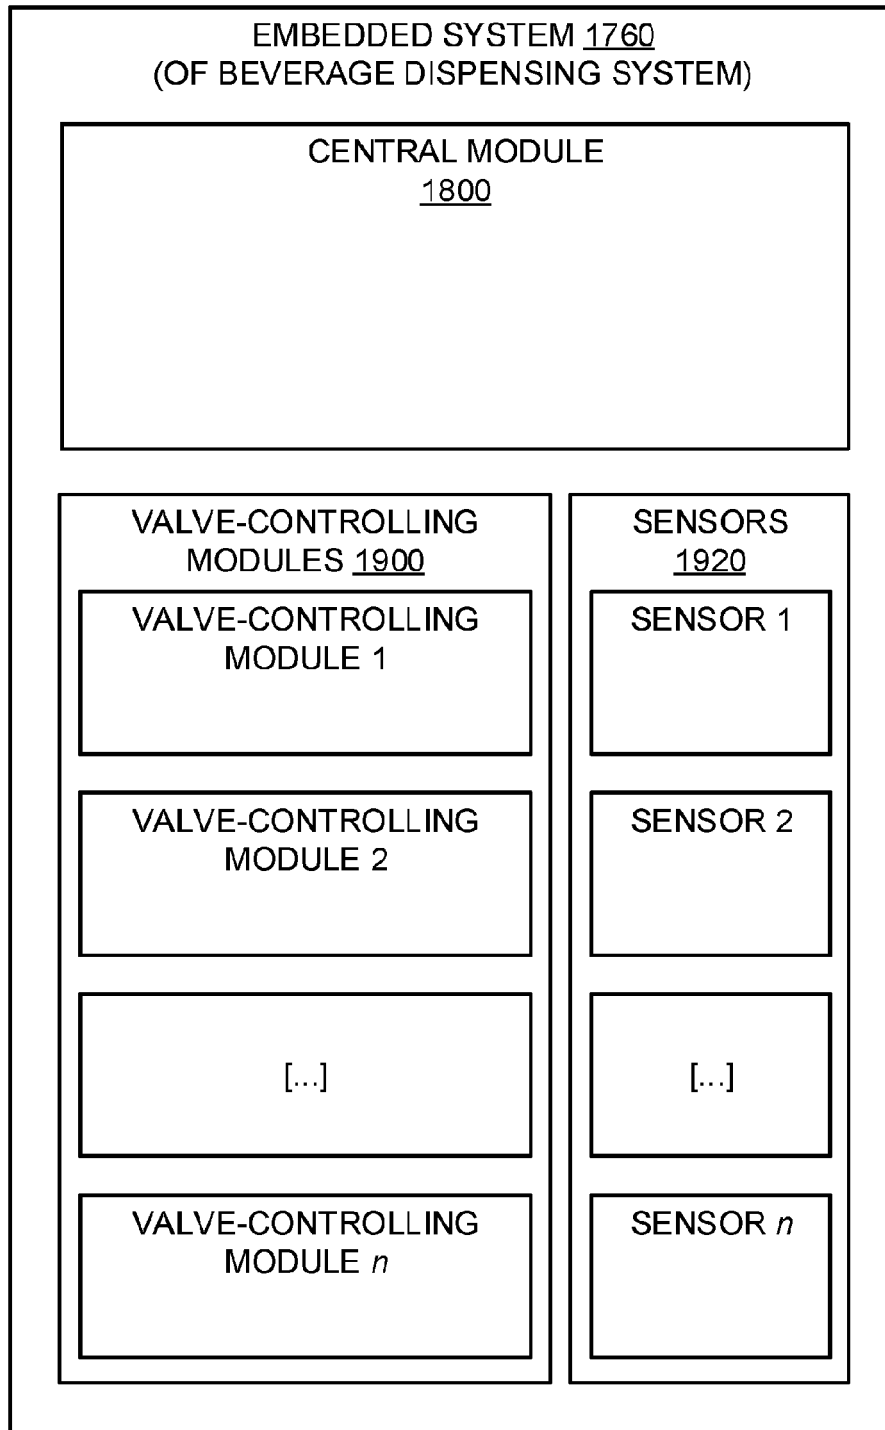 EMBEDDED SYSTEM 1760
(OF BEVERAGE DISPENSING SYSTEM)
CENTRAL MODULE
1800
VALVE-CONTROLLING
MODULES 1900
VALVE-CONTROLLING
MODULE 1
VALVE-CONTROLLING
MODULE 2
[...]
VALVE-CONTROLLING
MODULE n
SENSORS
1920
SENSOR 1
SENSOR 2
[...]
SENSOR n